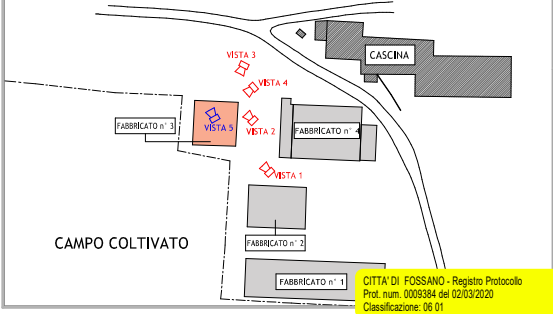 VISTA 3
CASCINA
VISTA 4
FABBRICATO n° 3
VISTA 5
VISTA 2
FABBRICATO n° 4
VISTA 1
CAMPO COLTIVATO
FABBRICATO n° 2
FABBRICATO n° 1
CITTA' DI FOSSANO - Registro Protocollo
Prot. num. 0009384 del 02/03/2020
Classificazione: 06 01